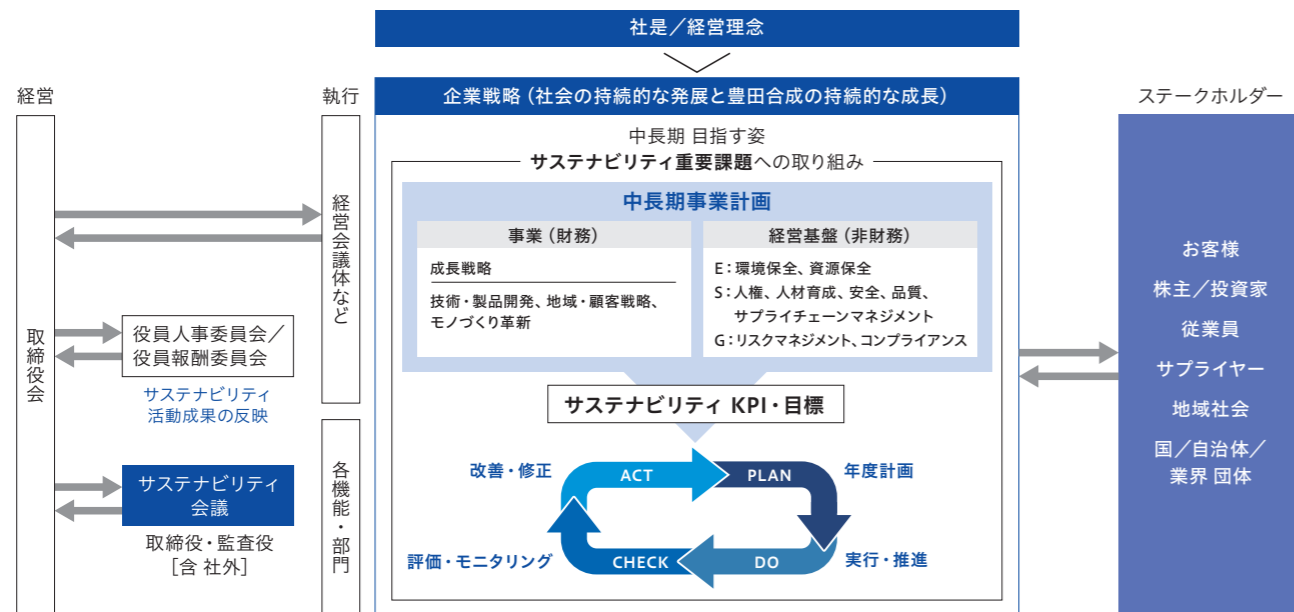 社是／経営理念
経営
執行
企業戦略（社会の持続的な発展と豊田合成の持続的な成長）
ステークホルダー
取締役会
経営会議体など
各機能・部門
役員人事委員会／
役員報酬委員会
サステナビリティ
活動成果の反映
サステナビリティ
会議
取締役・監査役
［含 社外］
中長期 目指す姿
サステナビリティ重要課題への取り組み
中長期事業計画
事業（財務）
成長戦略
技術・製品開発、地域・顧客戦略、
モノづくり革新
経営基盤（非財務）
E：環境保全、資源保全
S：人権、人材育成、安全、品質、
サプライチェーンマネジメント
G：リスクマネジメント、コンプライアンス
サステナビリティ KPI・目標
改善・修正
ACT
PLAN
年度計画
評価・モニタリング
CHECK
DO
実行・推進
お客様
株主／投資家
従業員
サプライヤー
地域社会
国／自治体／
業界 団体